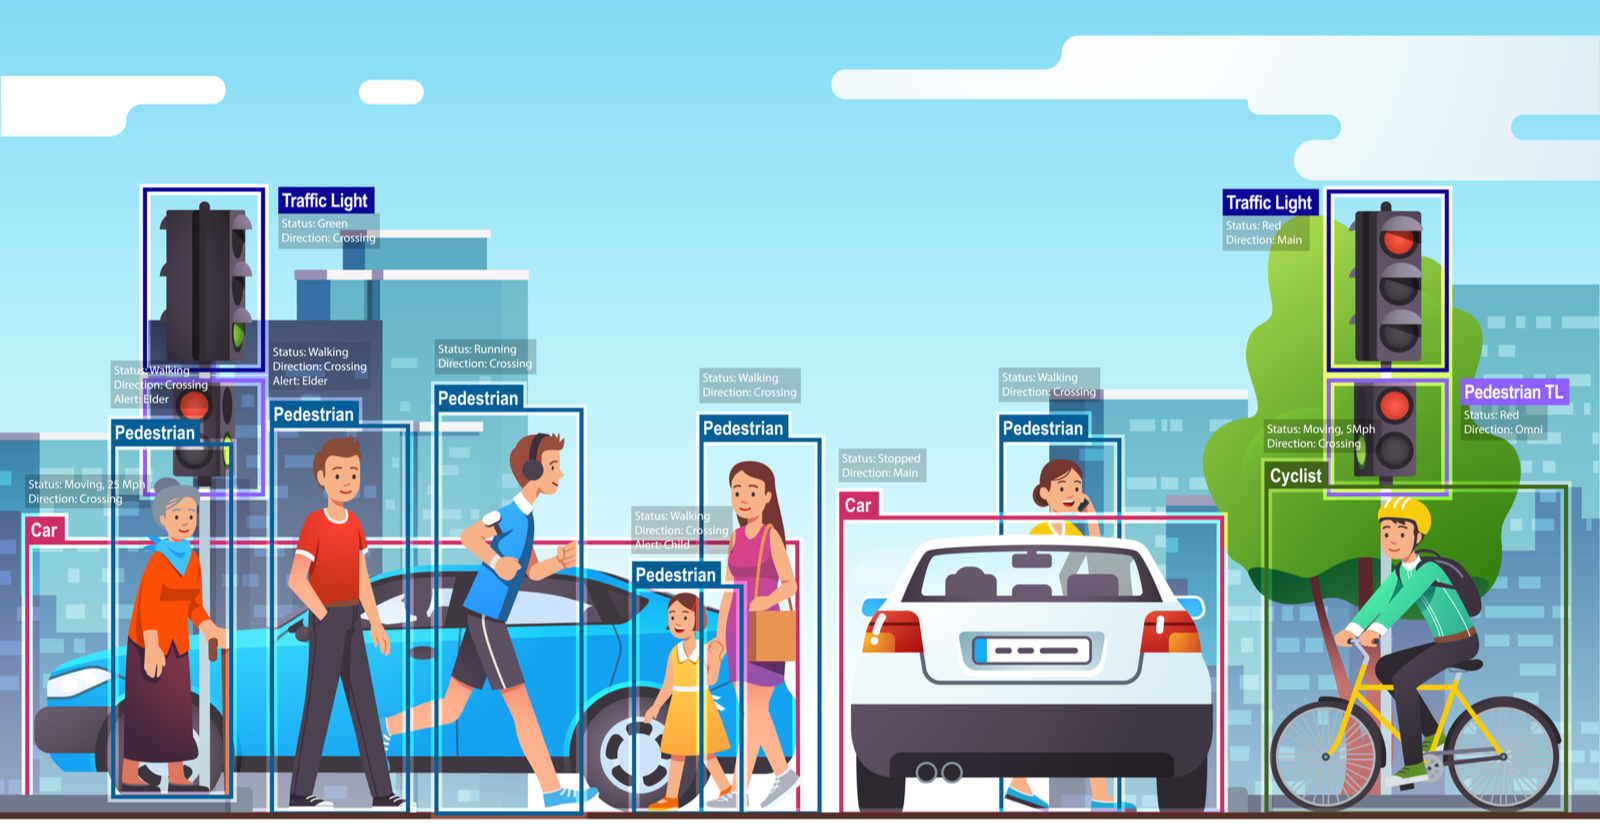 Traffic Light
Status: Green
Direction: Crossing
Traffic Light
Status: Red
Direction: Main
Status: Walking
Direction: Crossing
Alert: Elder
Pedestrian
Status: Walking
Direction: Crossing
Alert: Elder
Pedestrian
Status: Running
Direction: Crossing
Pedestrian
Status: Walking
Direction: Crossing
Pedestrian
Status: Walking
Direction: Crossing
Pedestrian
Pedestrian TL
Status: Red
Direction: Omni
Status: Moving, 5Mph
Direction: Crossing
Cyclist
Status: Moving, 25 Mph
Direction: Crossing
Car
Status: Walking
Direction: Crossing
Alert: Child
Pedestrian
Status: Stopped
Direction: Main
Car